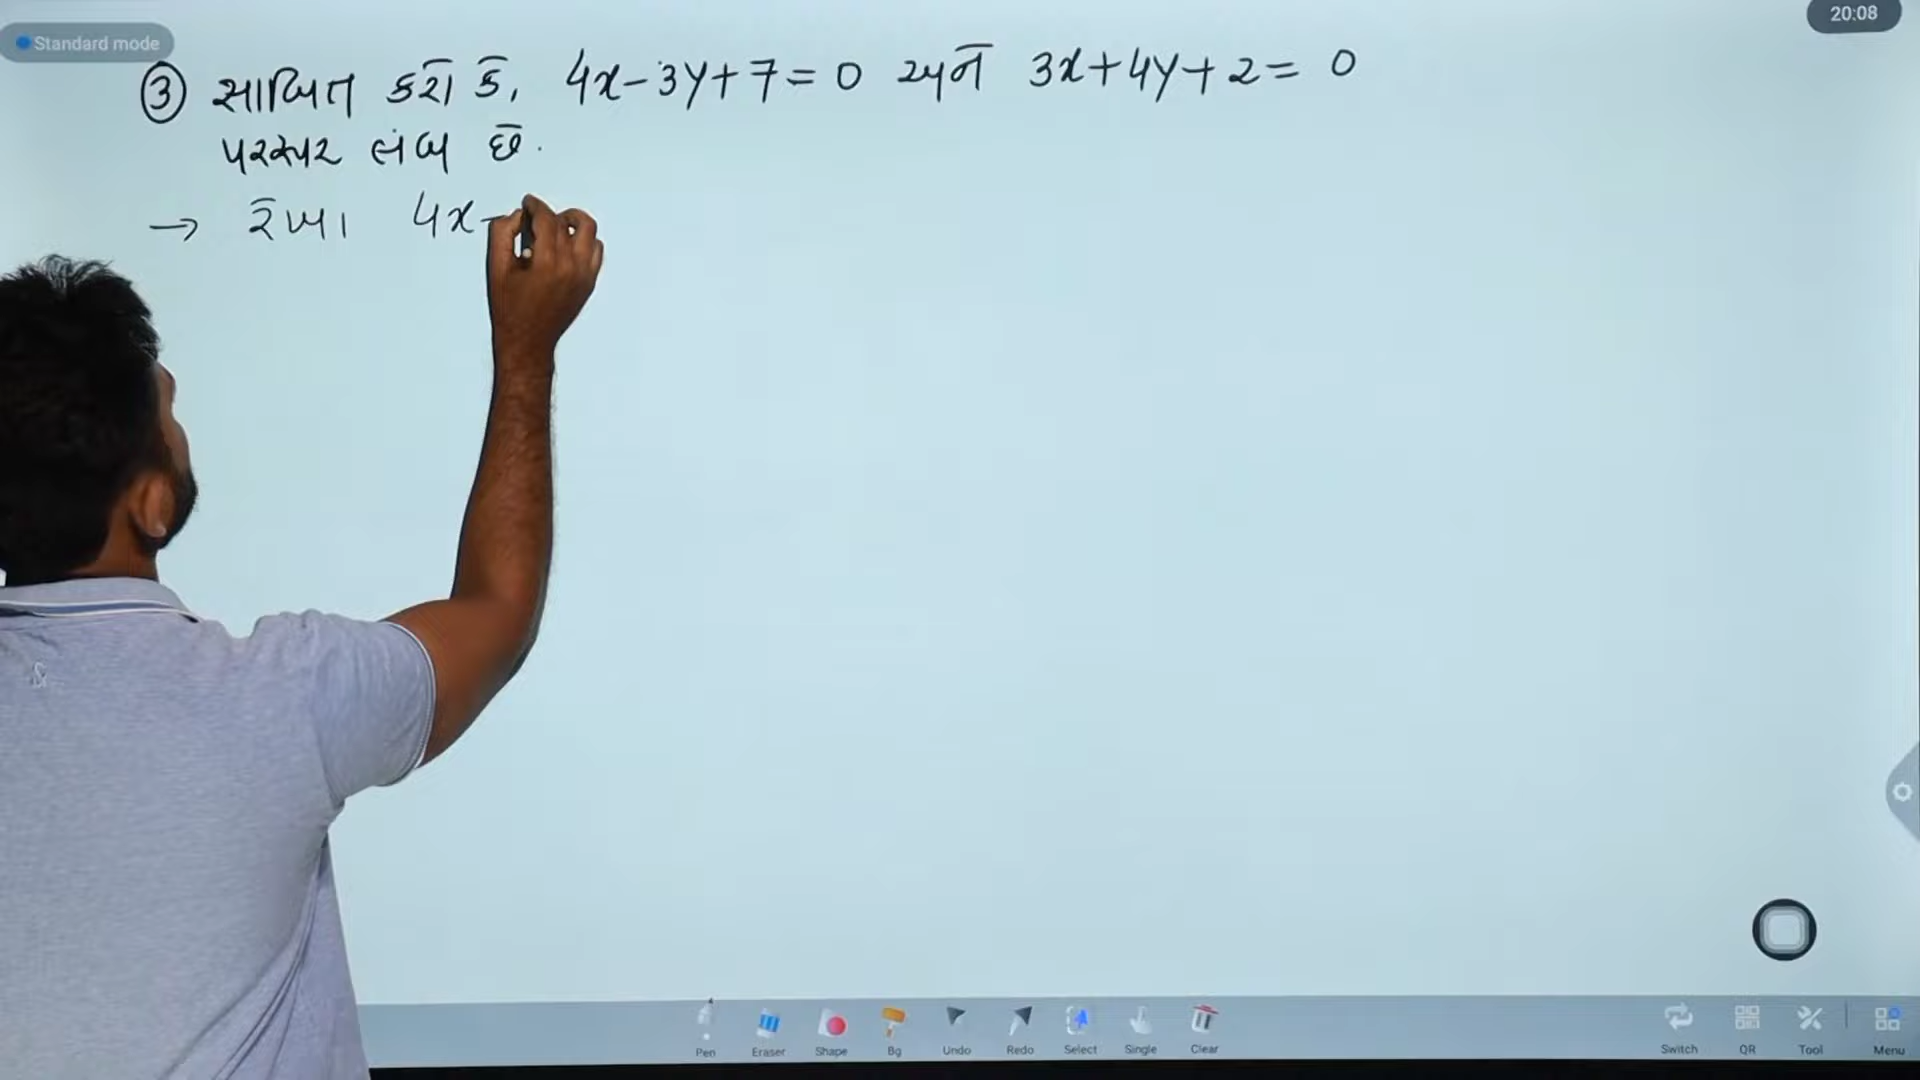 20:08
Standard mode
③ સાબિત કરો કે, 4x-3y+7=0 અને 3x+4y+2=0
પરસ્પર લંબ છે.
→ રેખા 4x-
Pen Eraser Shape Bg Undo Redo Select Single Clear Switch QR Tool Menu